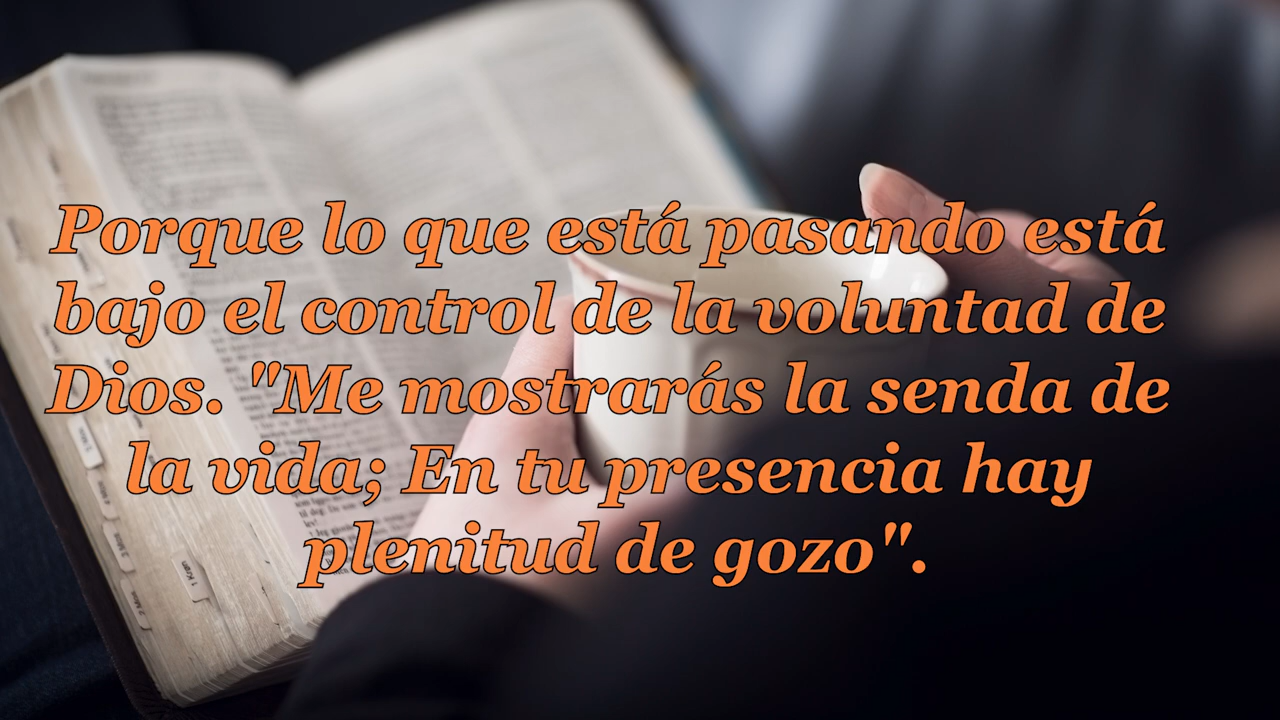 Porque lo que está pasando está
bajo el control de la voluntad de
Dios. "Me mostrarás la senda de
la vida; En tu presencia hay
plenitud de gozo".